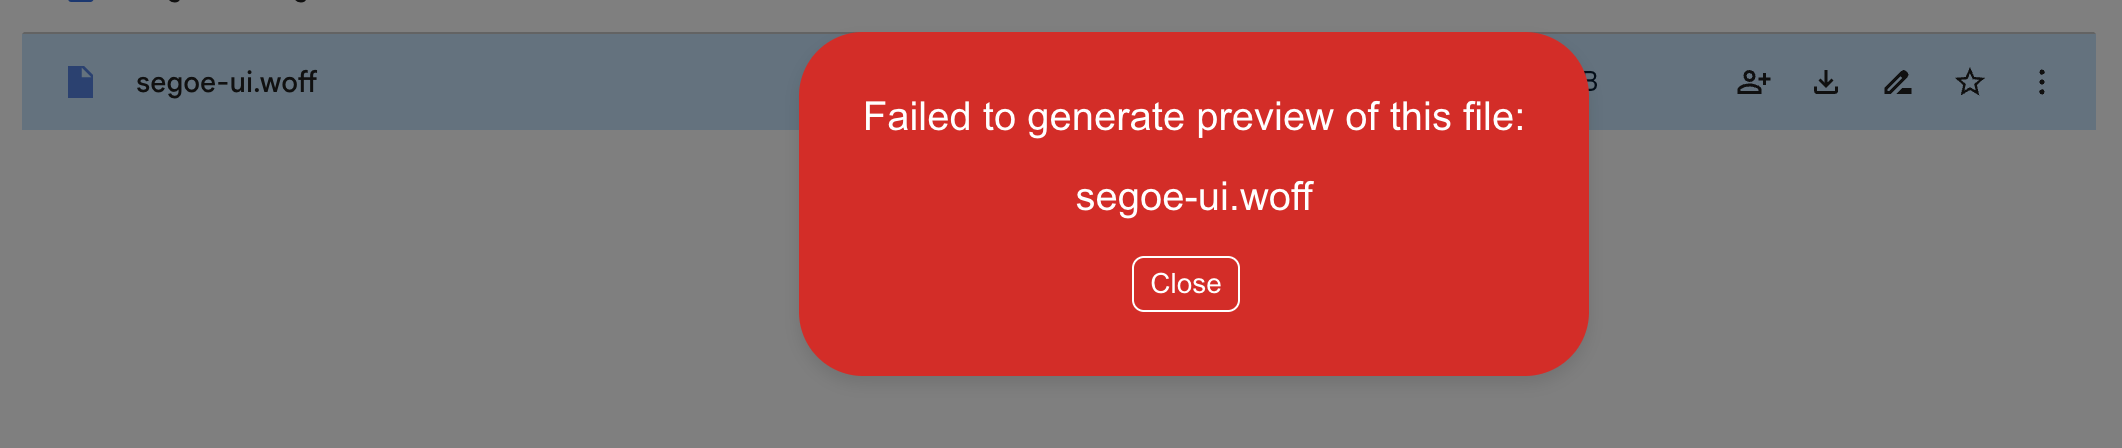 segoe-ui.woff
Failed to generate preview of this file:
segoe-ui.woff
Close